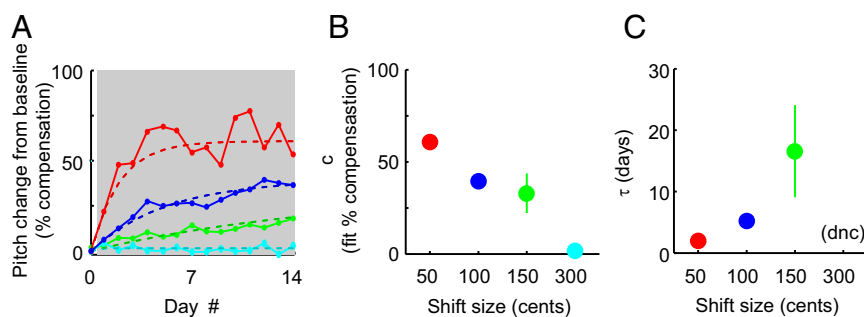 A
Pitch change from baseline
(% compensation)
100
50
0
0 7 14
Day #
B
c
(fit % compensastion)
100
50
0
50 100 150 300
Shift size (cents)
C
τ (days)
30
20
10
0
(dnc)
50 100 150 300
Shift size (cents)